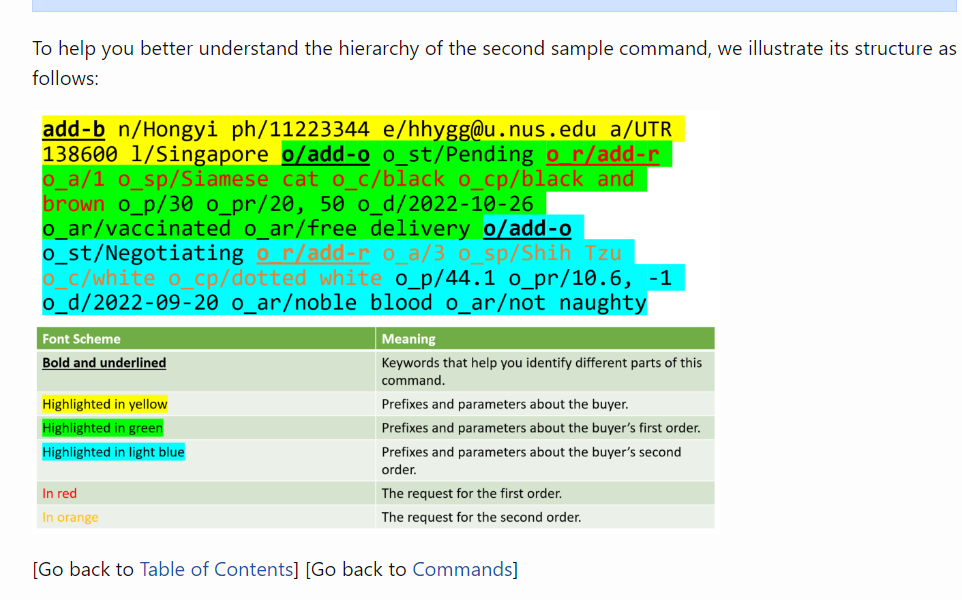 To help you better understand the hierarchy of the second sample command, we illustrate its structure as
follows:
add-b n/Hongyi ph/11223344 e/hhygg@u.nus.edu a/UTR
138600 l/Singapore o/add-o o_st/Pending o_r/add-r
o_a/1 o_sp/Siamese cat o_c/black o_cp/black and
brown o_p/30 o_pr/20, 50 o_d/2022-10-26
o_ar/vaccinated o_ar/free delivery o/add-o
o_st/Negotiating o_r/add-r o_a/3 o_sp/Shih Tzu
o_c/white o_cp/dotted white o_p/44.1 o_pr/10.6, -1
o_d/2022-09-20 o_ar/noble blood o_ar/not naughty
Font Scheme Meaning
Bold and underlined Keywords that help you identify different parts of this
command.
Highlighted in yellow Prefixes and parameters about the buyer.
Highlighted in green Prefixes and parameters about the buyer's first order.
Highlighted in light blue Prefixes and parameters about the buyer's second
order.
In red The request for the first order.
In orange The request for the second order.
[Go back to Table of Contents] [Go back to Commands]